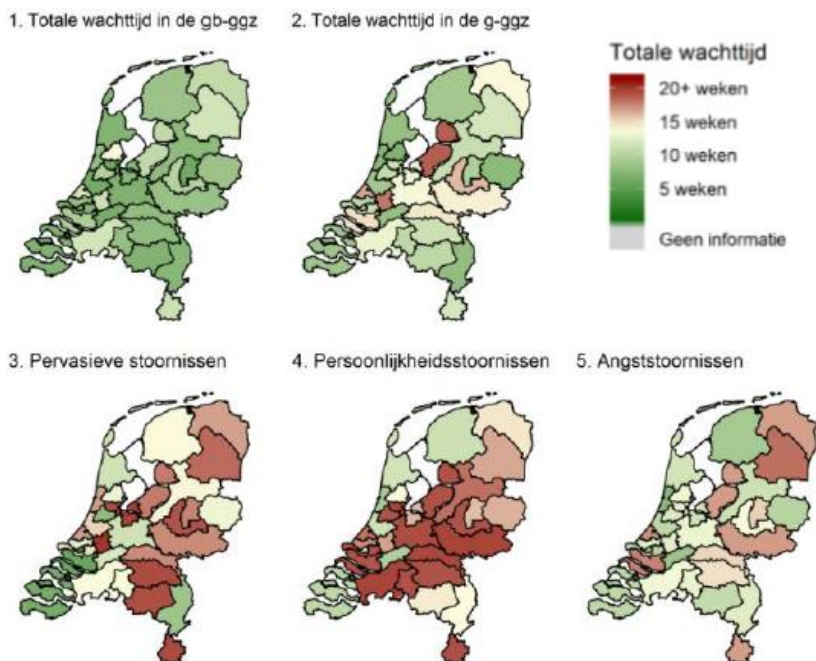 1. Totale wachttijd in de gb-ggz
2. Totale wachttijd in de g-ggz
Totale wachttijd
20+ weken
15 weken
10 weken
5 weken
Geen informatie
3. Pervasieve stoornissen
4. Persoonlijkheidsstoornissen
5. Angststoornissen